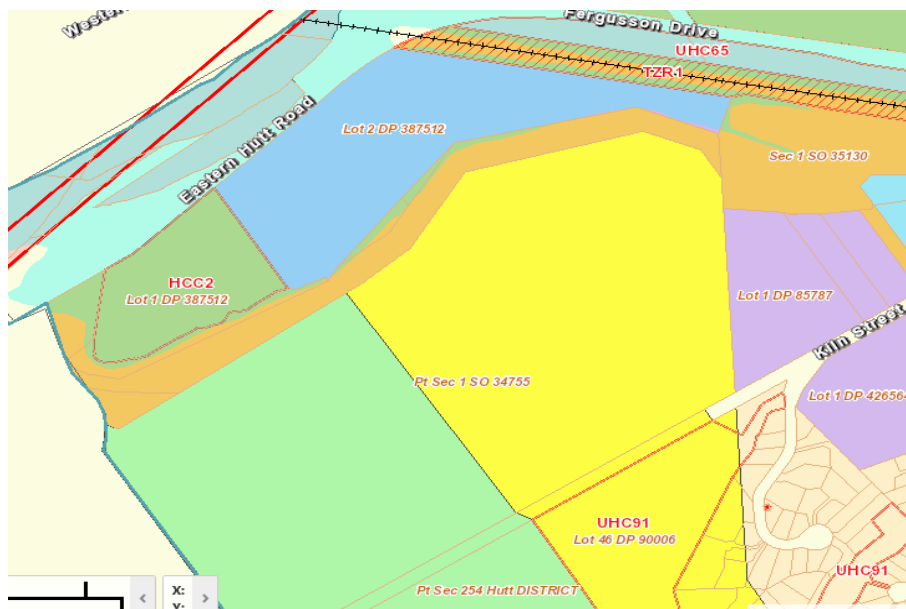 Western
Fergusson Drive
UHC65
TZR1
Lot 2 DP 387512
Sec 1 SO 35130
Eastern Hutt Road
HCC2
Lot 1 DP 387512
Lot 1 DP 85787
Kiln Street
Pt Sec 1 SO 34755
Lot 1 DP 426564
UHC91
Lot 46 DP 90006
UHC91
Pt Sec 254 Hutt DISTRICT
X:
Y: